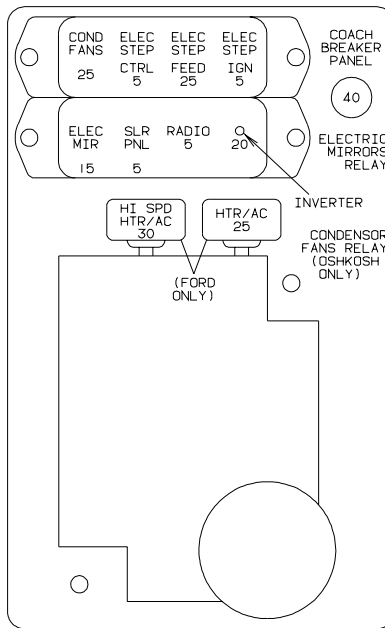 COND ELEC ELEC ELEC
FANS STEP STEP STEP
25 CTRL FEED IGN
5 25 5
COACH
BREAKER
PANEL
40
ELEC SLR RADIO
MIR PNL 5 20
15 5
ELECTRIC
MIRRORS
RELAY
INVERTER
HI SPD
HTR/AC
30
HTR/AC
25
(FORD
ONLY)
CONDENSOR
FANS RELAY
(OSHKOSH
ONLY)